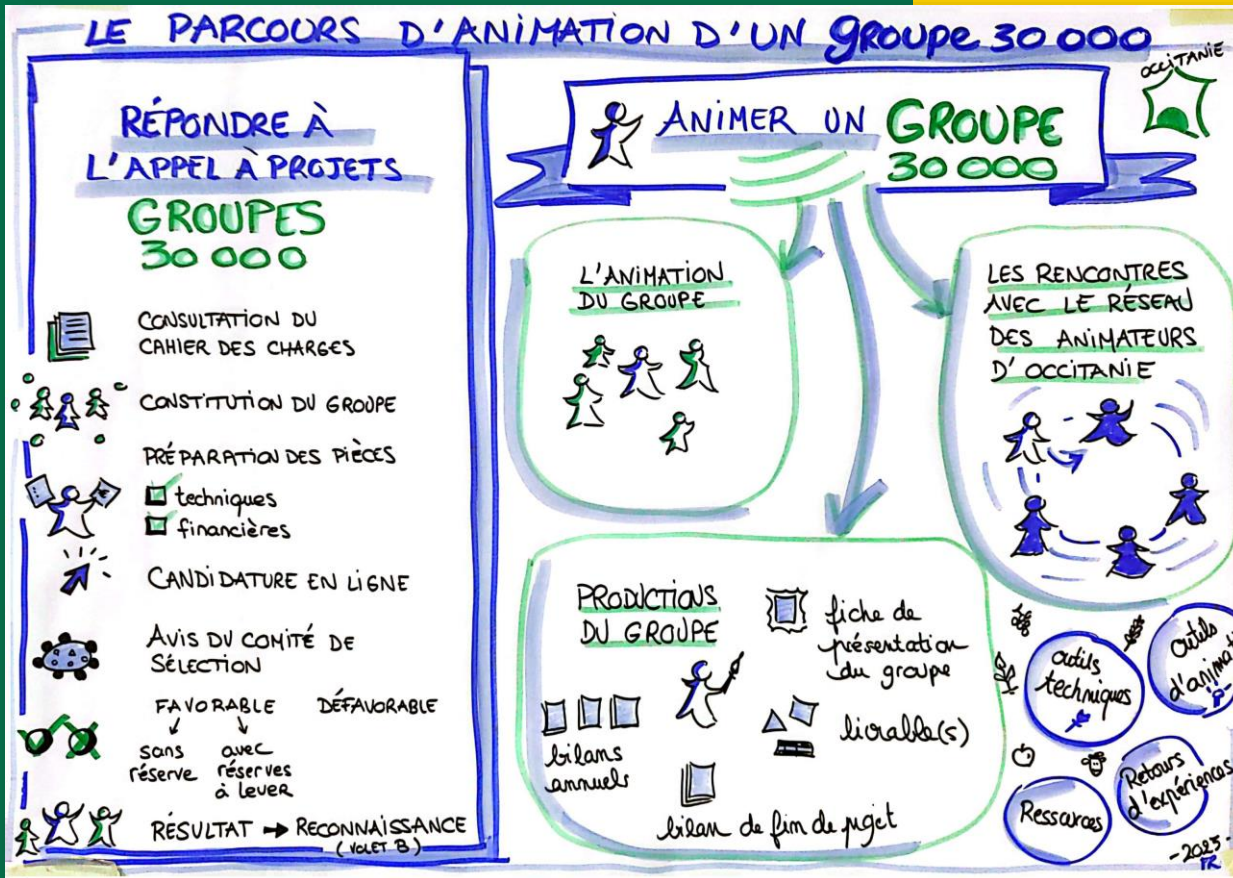 LE PARCOURS D'ANIMATION D'UN GROUPE 30 000
OCCITANIE
RÉPONDRE À
L'APPEL À PROJETS
GROUPES
30 000
CONSULTATION DU
CAHIER DES CHARGES
CONSTITUTION DU GROUPE
PRÉPARATION DES PIÈCES
techniques
financières
CANDIDATURE EN LIGNE
AVIS DU COMITÉ DE
SÉLECTION
FAVORABLE DÉFAVORABLE
sans
réserve
avec
réserves
à lever
RÉSULTAT → RECONNAISSANCE
(VOLET B)
ANIMER UN GROUPE
30 000
L'ANIMATION
DU GROUPE
LES RENCONTRES
AVEC LE RÉSEAU
DES ANIMATEURS
D'OCCITANIE
PRODUCTIONS
DU GROUPE
fiche de
présentation
du groupe
bilans
annuels
livrable(s)
bilan de fin de projet
outils
techniques
outils
d'animati
Ressources
Retours
d'expériences
-2025-